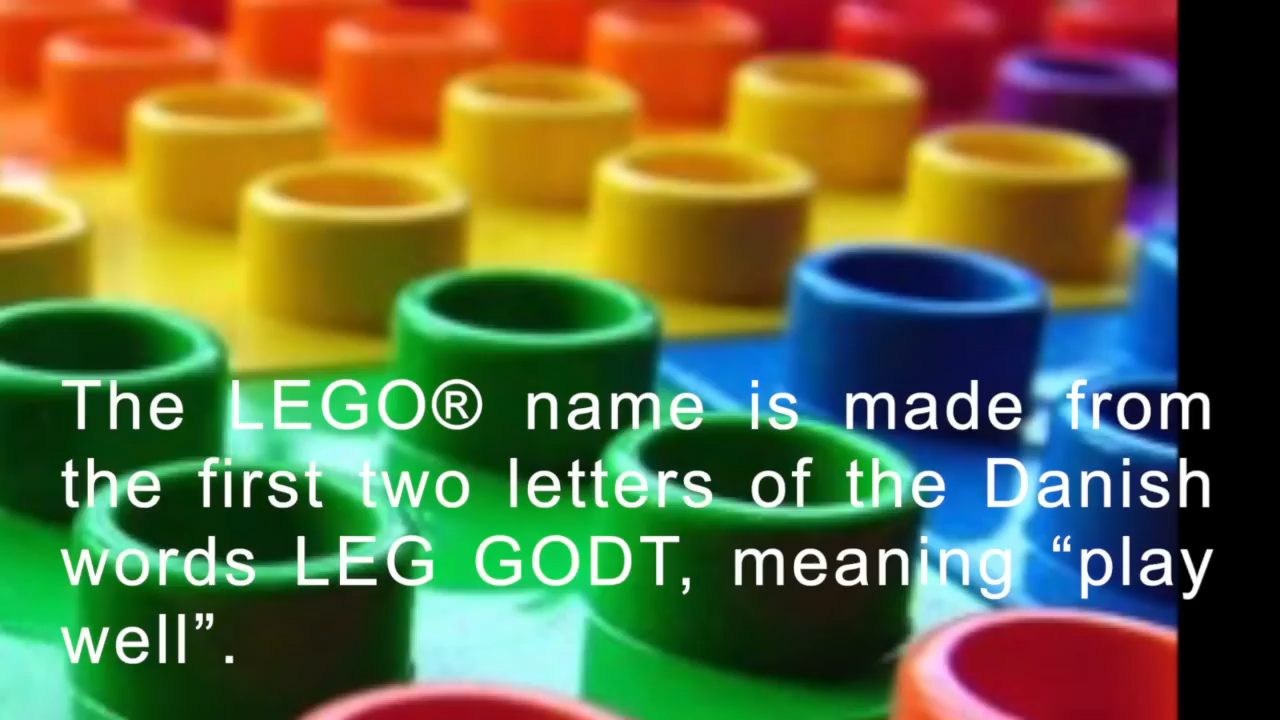 The LEGO® name is made from
the first two letters of the Danish
words LEG GODT, meaning “play
well”.